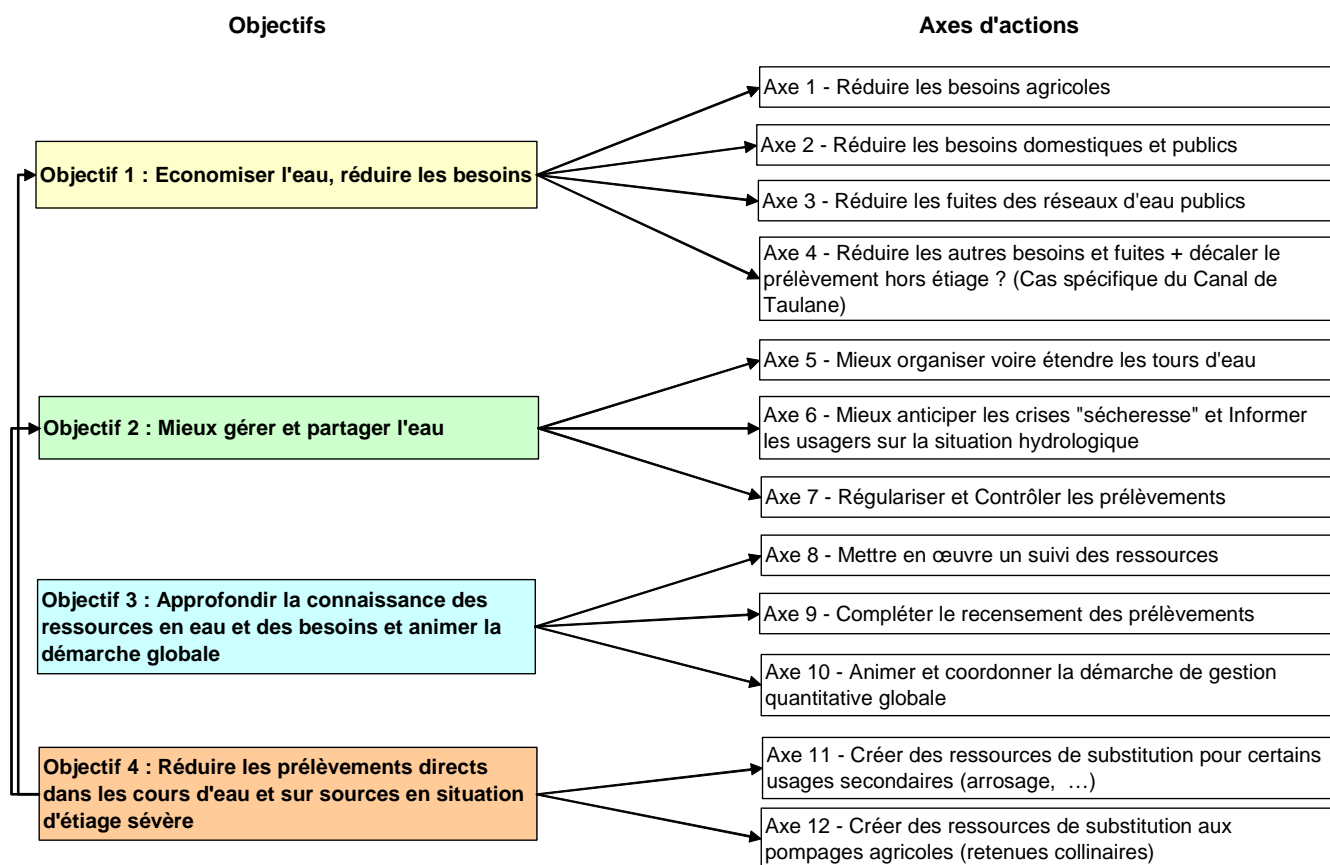 Objectifs
Axes d'actions
Axe 1 - Réduire les besoins agricoles
Axe 2 - Réduire les besoins domestiques et publics
Objectif 1 : Economiser l'eau, réduire les besoins
Axe 3 - Réduire les fuites des réseaux d'eau publics
Axe 4 - Réduire les autres besoins et fuites + décaler le
prélèvement hors étiage ? (Cas spécifique du Canal de
Taulane)
Axe 5 - Mieux organiser voire étendre les tours d'eau
Objectif 2 : Mieux gérer et partager l'eau
Axe 6 - Mieux anticiper les crises "sécheresse" et Informer
les usagers sur la situation hydrologique
Axe 7 - Régulariser et Contrôler les prélèvements
Axe 8 - Mettre en œuvre un suivi des ressources
Objectif 3 : Approfondir la connaissance des
ressources en eau et des besoins et animer la
démarche globale
Axe 9 - Compléter le recensement des prélèvements
Axe 10 - Animer et coordonner la démarche de gestion
quantitative globale
Objectif 4 : Réduire les prélèvements directs
dans les cours d'eau et sur sources en situation
d'étiage sévère
Axe 11 - Créer des ressources de substitution pour certains
usages secondaires (arrosage, …)
Axe 12 - Créer des ressources de substitution aux
pompages agricoles (retenues collinaires)